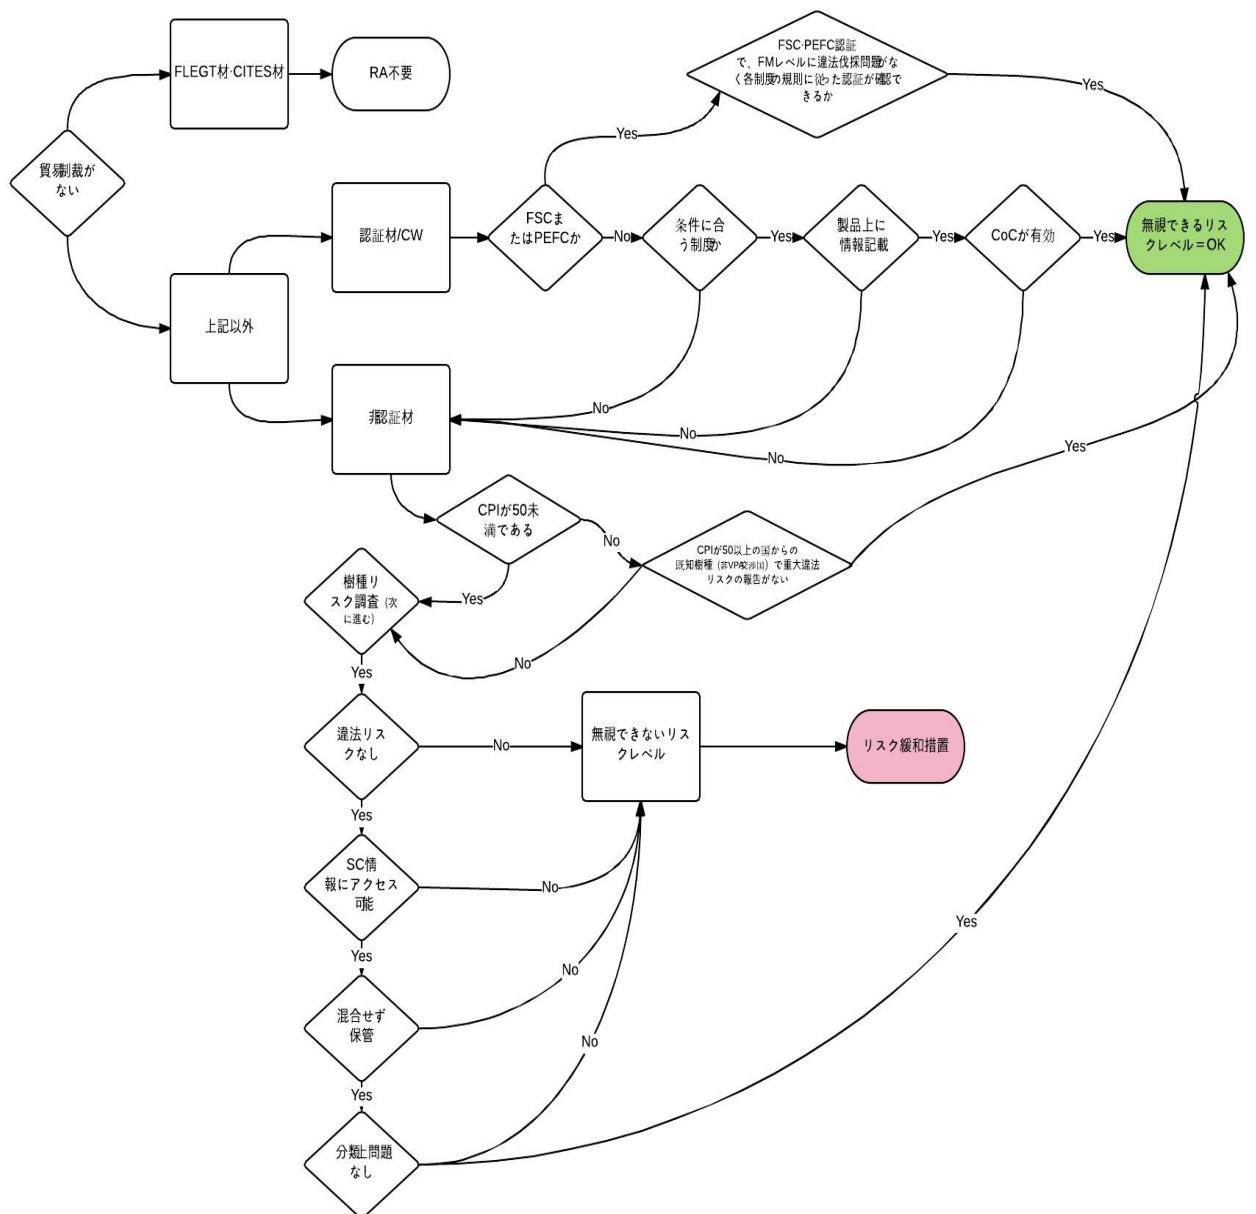 FLEGT材·CITES材
RA不要
FSC·PEFC認証
で、FMレベルに違法伐採問題がな
く各制度の規則に従った認証が確認で
きるか
Yes
Yes
貿易制裁が
ない
認証材/CW
FSCま
たはPEFCか
No
条件に合
う制度か
Yes
製品上に
情報記載
Yes
CoCが有効
Yes
無視できるリス
クレベル＝OK
上記以外
非認証材
No
No
No
Yes
CPIが50未
満である
No
CPIが50以上の国からの
既知樹種（非VPA交渉国）で重大違法
リスクの報告がない
樹種リ
スク調査（次
に進む）
Yes
No
Yes
違法リス
クなし
No
無視できないリス
クレベル
リスク緩和措置
Yes
SC情
報にアクセス
可能
No
Yes
Yes
No
混合せず
保管
No
Yes
分類上問題
なし